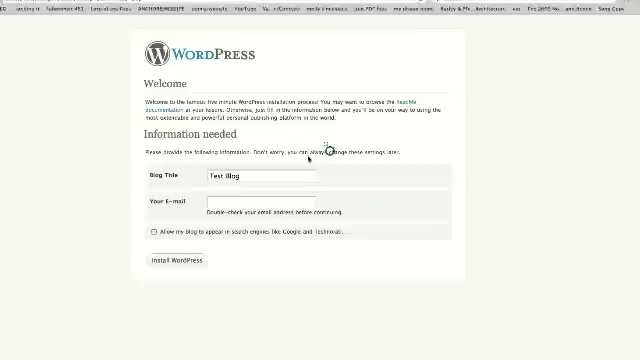 YouTube
WORDPRESS
Welcome
Welcome to the famous five minute WordPress installation process! You may want to browse the ReadMe
documentation at your leisure. Otherwise, just fill in the information below and you'll be on your way to using the
most extendable and powerful personal publishing platform in the world.
Information needed
Please provide the following information. Don't worry, you can always change these settings later.
Blog Title
Test Blog
Your E-mail
Double-check your email address before continuing.
Allow my blog to appear in search engines like Google and Technorati.
Install WordPress